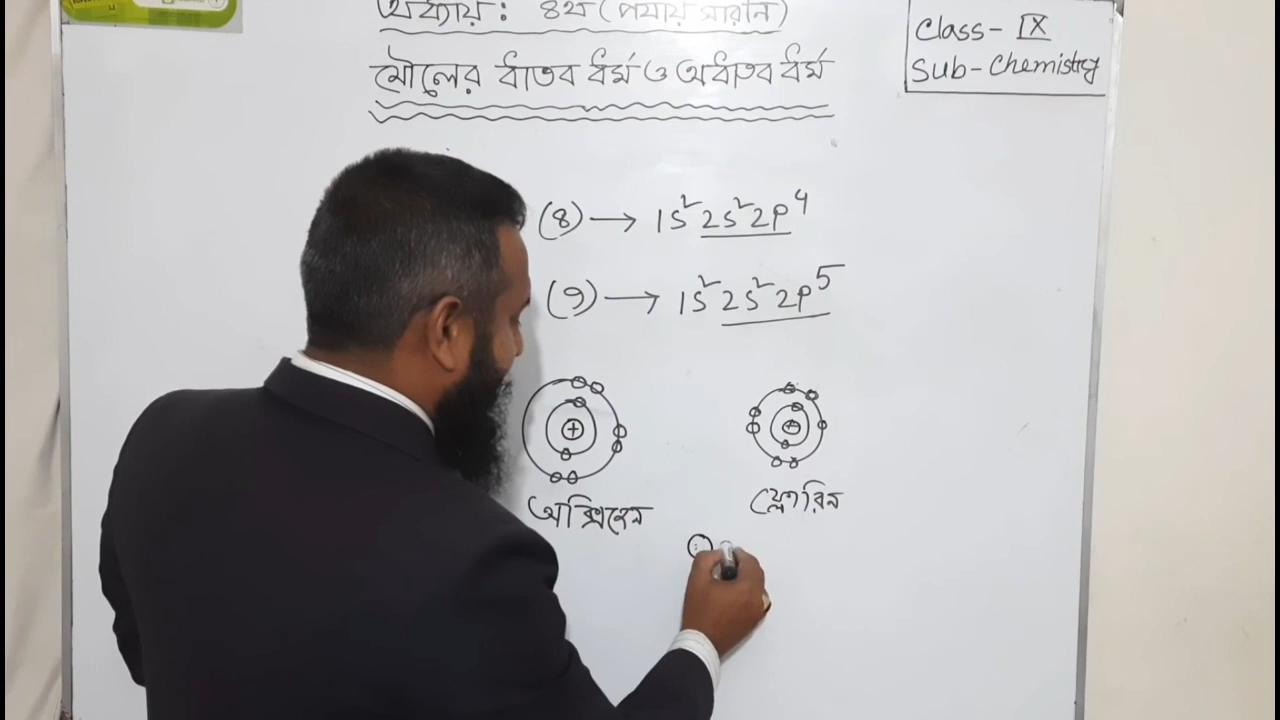 অধ্যায়: ৪র্থ (পর্যায় সারনি)
Class- IX
Sub- Chemistry
মৌলের ধাতব ধর্ম ও অধাতব ধর্ম
(8) → 1s² 2s² 2p⁴
(9) → 1s² 2s² 2p⁵
অক্সিজেন
ফ্লোরিন